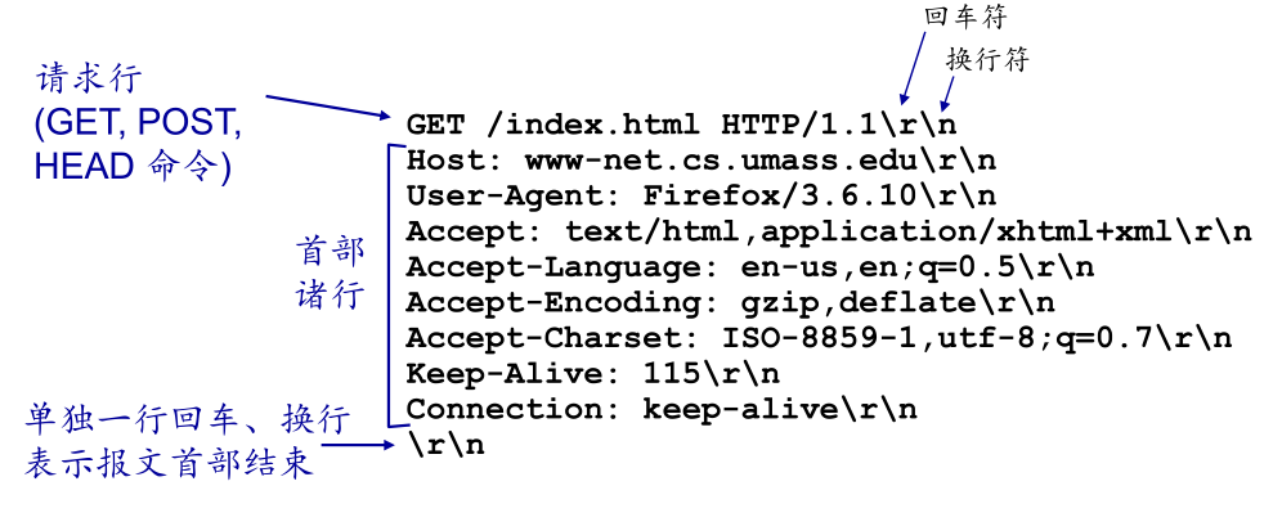 回车符
换行符
请求行
(GET, POST,
HEAD 命令)
GET /index.html HTTP/1.1\r\n
Host: www-net.cs.umass.edu\r\n
User-Agent: Firefox/3.6.10\r\n
Accept: text/html,application/xhtml+xml\r\n
Accept-Language: en-us,en;q=0.5\r\n
Accept-Encoding: gzip,deflate\r\n
Accept-Charset: ISO-8859-1,utf-8;q=0.7\r\n
Keep-Alive: 115\r\n
Connection: keep-alive\r\n
\r\n
首部
诸行
单独一行回车、换行
表示报文首部结束